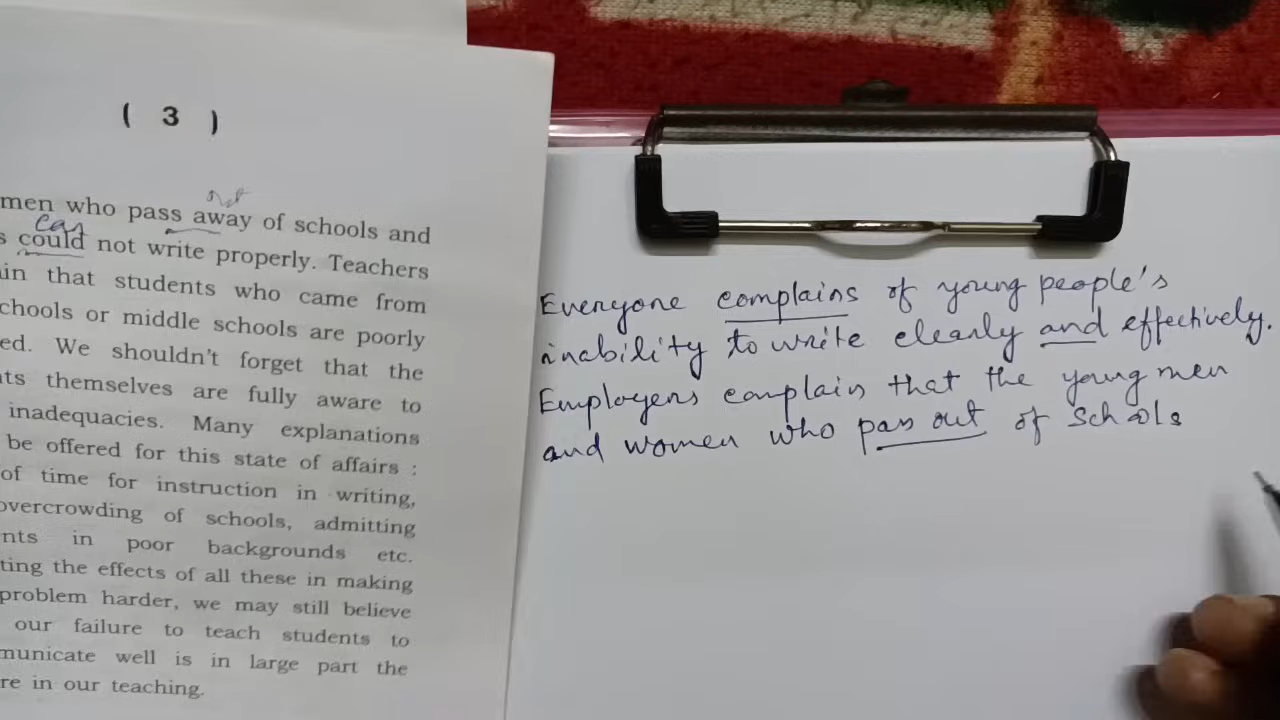 ( 3 )
out
men who pass away of schools and
can
s could not write properly. Teachers
in that students who came from
chools or middle schools are poorly
ed. We shouldn't forget that the
ts themselves are fully aware to
inadequacies. Many explanations
be offered for this state of affairs :
of time for instruction in writing,
overcrowding of schools, admitting
nts in poor backgrounds etc.
ting the effects of all these in making
problem harder, we may still believe
our failure to teach students to
municate well is in large part the
re in our teaching.
Everyone complains of young people's
inability to write clearly and effectively.
Employers complain that the young men
and women who pass out of schools